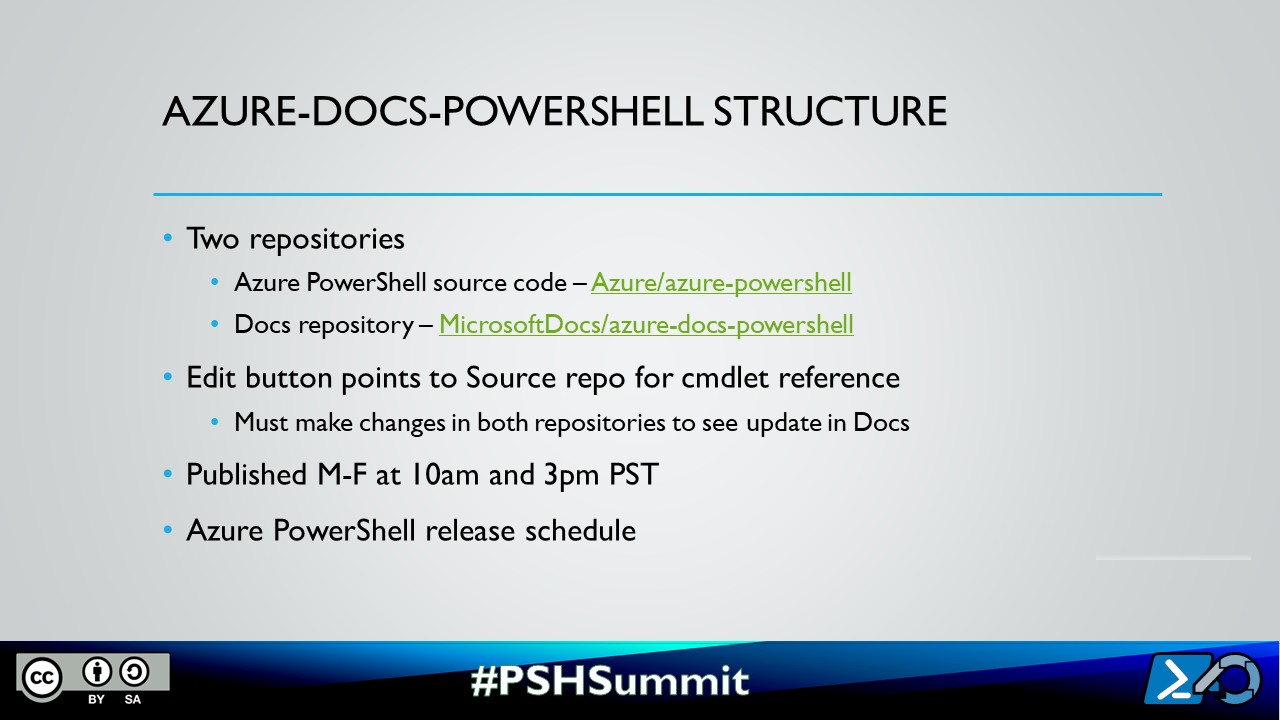 AZURE-DOCS-POWERSHELL STRUCTURE
• Two repositories
• Azure PowerShell source code – Azure/azure-powershell
• Docs repository – MicrosoftDocs/azure-docs-powershell
• Edit button points to Source repo for cmdlet reference
• Must make changes in both repositories to see update in Docs
• Published M-F at 10am and 3pm PST
• Azure PowerShell release schedule
cc
BY SA
#PSHSummit